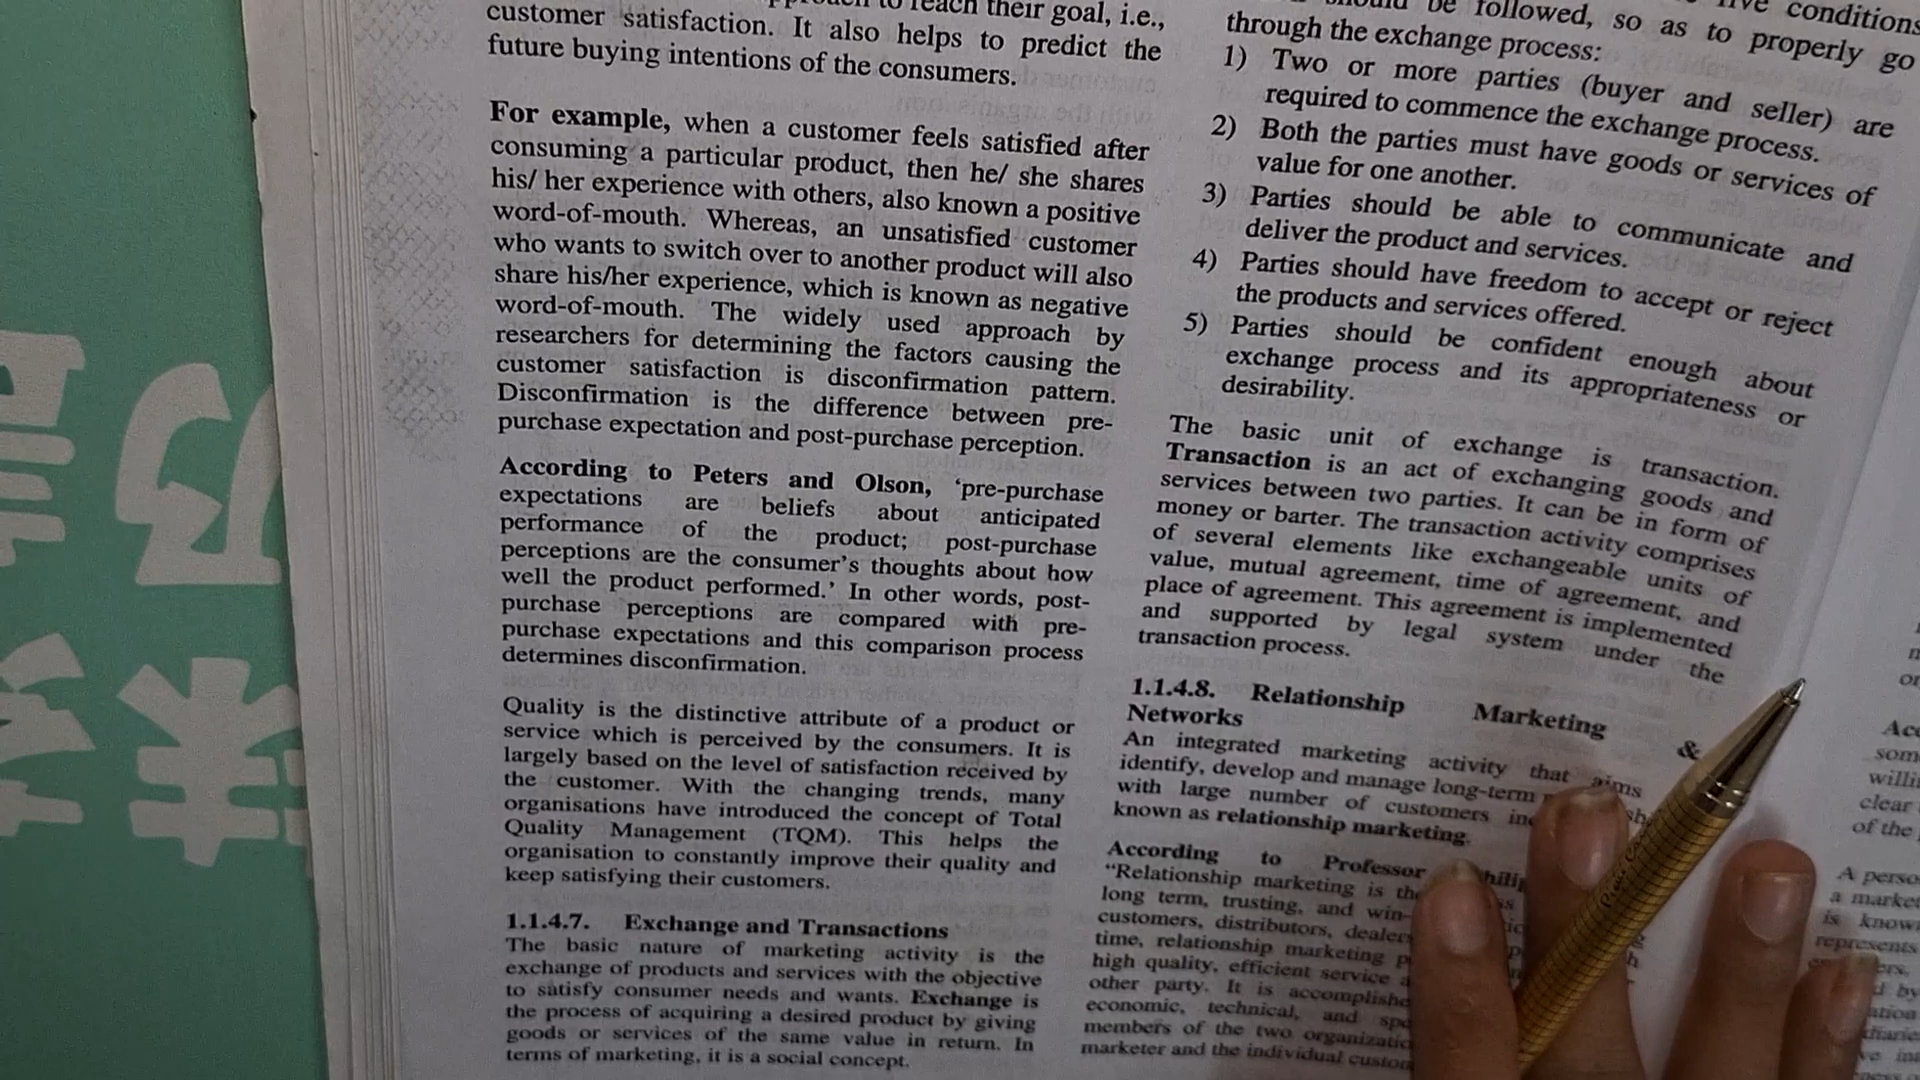 customer satisfaction. It also helps to predict the
future buying intentions of the consumers.
For example, when a customer feels satisfied after
consuming a particular product, then he/ she shares
his/ her experience with others, also known a positive
word-of-mouth. Whereas, an unsatisfied customer
who wants to switch over to another product will also
share his/her experience, which is known as negative
word-of-mouth. The widely used approach by
researchers for determining the factors causing the
customer satisfaction is disconfirmation pattern.
Disconfirmation is the difference between pre-
purchase expectation and post-purchase perception.
According to Peters and Olson, ‘pre-purchase
expectations are beliefs about anticipated
performance of the product; post-purchase
perceptions are the consumer’s thoughts about how
well the product performed.’ In other words, post-
purchase perceptions are compared with pre-
purchase expectations and this comparison process
determines disconfirmation.
Quality is the distinctive attribute of a product or
service which is perceived by the consumers. It is
largely based on the level of satisfaction received by
the customer. With the changing trends, many
organisations have introduced the concept of Total
Quality Management (TQM). This helps the
organisation to constantly improve their quality and
keep satisfying their customers.
1.1.4.7. Exchange and Transactions
The basic nature of marketing activity is the
exchange of products and services with the objective
to satisfy consumer needs and wants. Exchange is
the process of acquiring a desired product by giving
goods or services of the same value in return. In
terms of marketing, it is a social concept.
be followed, so as to properly go
through the exchange process:
1) Two or more parties (buyer and seller) are
required to commence the exchange process.
2) Both the parties must have goods or services of
value for one another.
3) Parties should be able to communicate and
deliver the product and services.
4) Parties should have freedom to accept or reject
the products and services offered.
5) Parties should be confident enough about
exchange process and its appropriateness or
desirability.
The basic unit of exchange is transaction.
Transaction is an act of exchanging goods and
services between two parties. It can be in form of
money or barter. The transaction activity comprises
of several elements like exchangeable units of
value, mutual agreement, time of agreement, and
place of agreement. This agreement is implemented
and supported by legal system under the
transaction process.
1.1.4.8. Relationship Marketing &
Networks
An integrated marketing activity that aims
identify, develop and manage long-term
with large number of customers
known as relationship marketing.
According to Professor
“Relationship marketing is the
long term, trusting, and win-
customers, distributors, dealers
time, relationship marketing
high quality, efficient service
other party. It is
economic, technical, and
members of the two
marketer and the individual